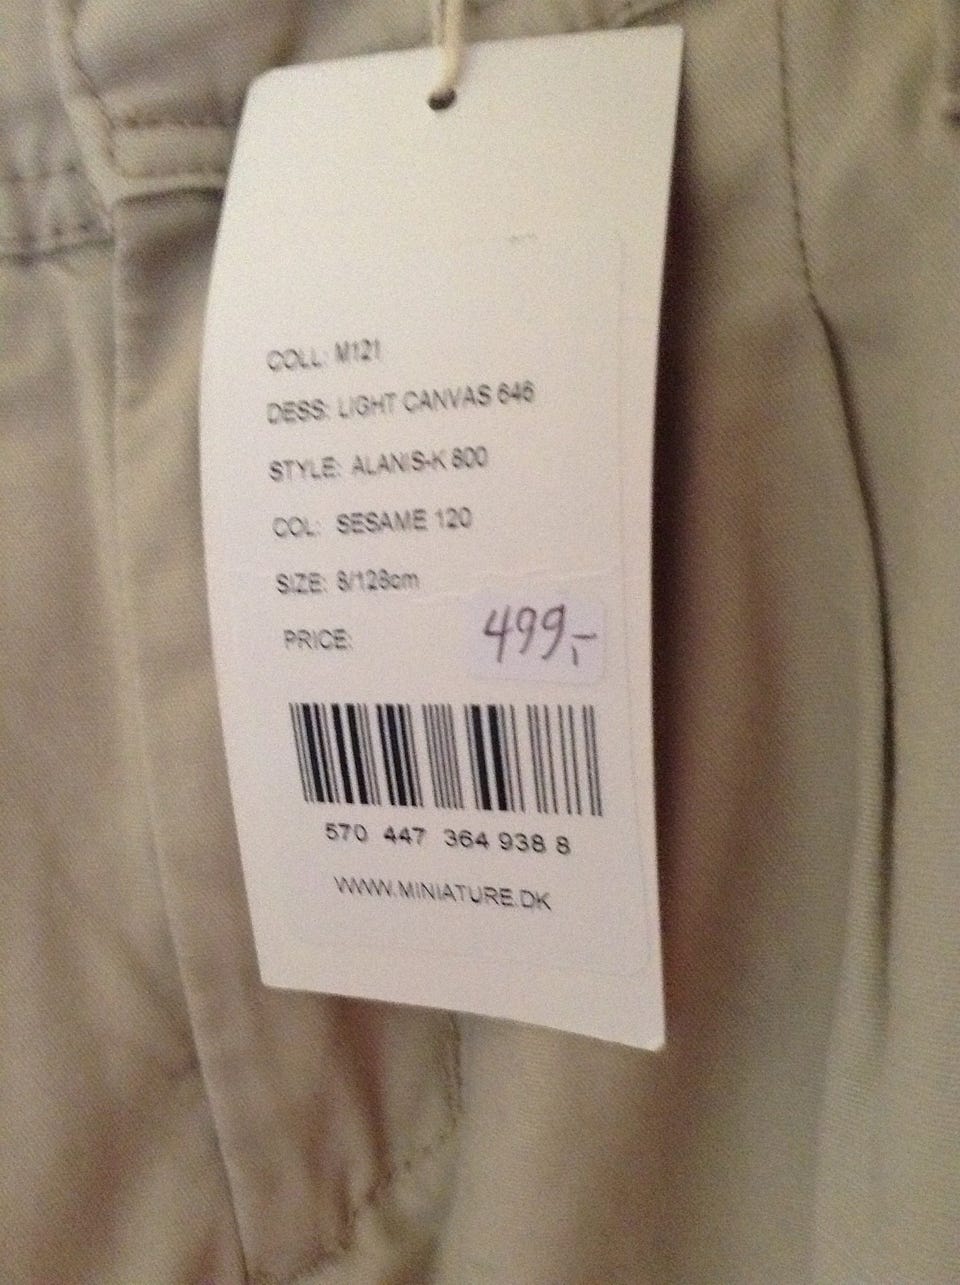 COLL: M121
DESS: LIGHT CANVAS 646
STYLE: ALANIS-K 800
COL: SESAME 120
SIZE: 8/128cm
PRICE: 499,-
570 447 364 938 8
WWW.MINIATURE.DK